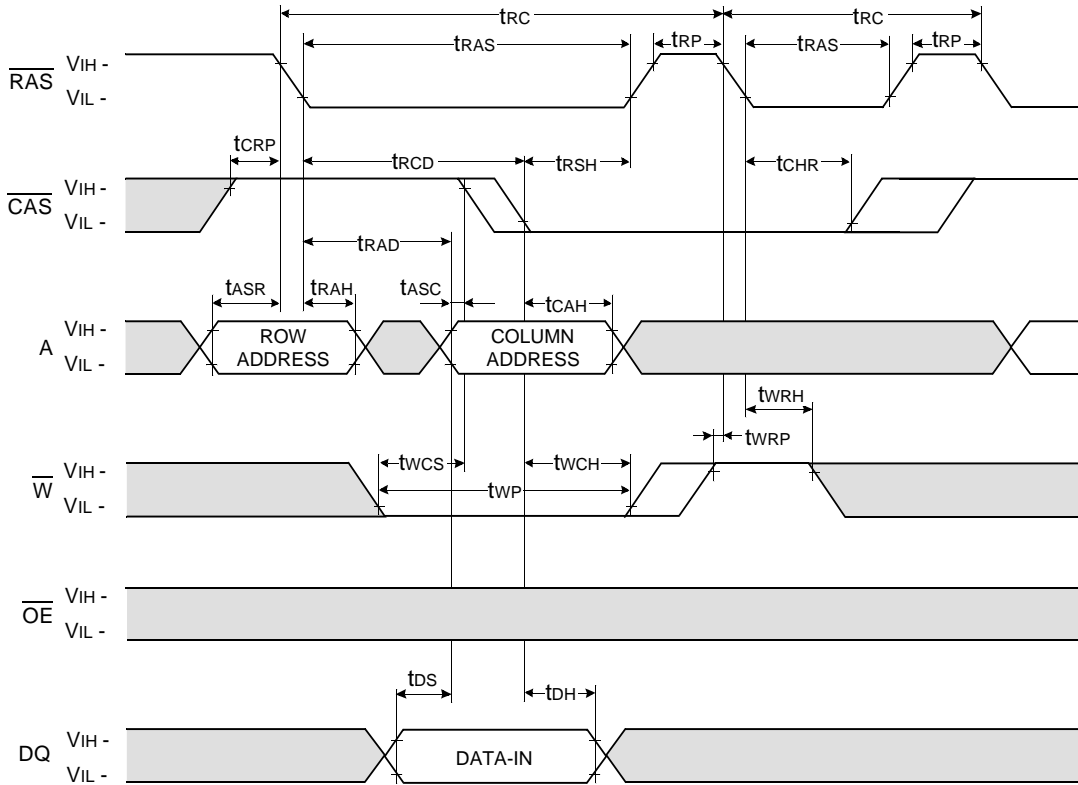 tRC tRC
tRAS tRP tRAS tRP
RAS VIH -
VIL -
tCRP tRCD tRSH tCHR
CAS VIH -
VIL -
tRAD
tASR tRAH tASC tCAH
A VIH -
VIL -
ROW ADDRESS
COLUMN ADDRESS
tWRH
tWRP
W VIH -
VIL -
tWCS tWCH
tWP
OE VIH -
VIL -
tDS tDH
DQ VIH -
VIL -
DATA-IN